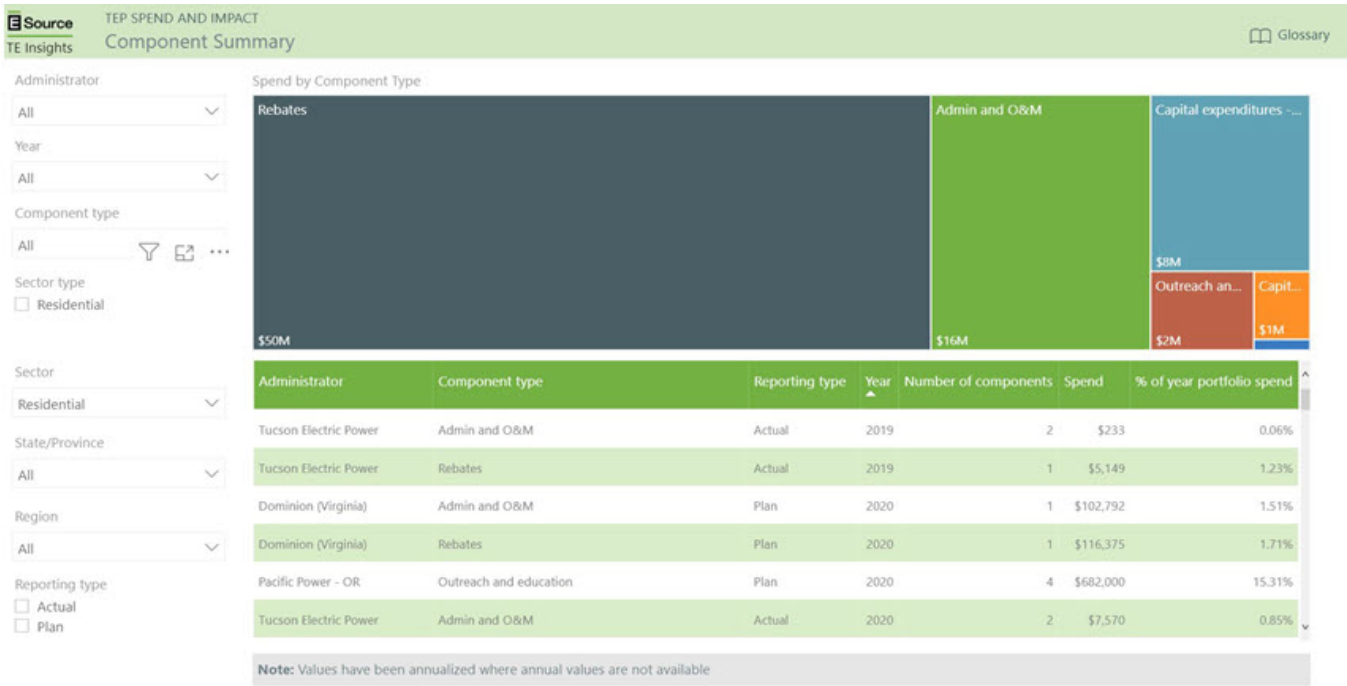 E Source
TE Insights
TEP SPEND AND IMPACT
Component Summary
Glossary
Administrator
All
Year
All
Component type
All
Sector type
Residential
Sector
Residential
State/Province
All
Region
All
Reporting type
Actual
Plan
Spend by Component Type
Rebates
$50M
Admin and O&M
$16M
Capital expenditures -...
$8M
Outreach an...
$2M
Capit...
$1M
Administrator Component type Reporting type Year Number of components Spend % of year portfolio spend
Tucson Electric Power Admin and O&M Actual 2019 2 $233 0.06%
Tucson Electric Power Rebates Actual 2019 1 $5,149 1.23%
Dominion (Virginia) Admin and O&M Plan 2020 1 $102,792 1.51%
Dominion (Virginia) Rebates Plan 2020 1 $116,375 1.71%
Pacific Power - OR Outreach and education Plan 2020 4 $682,000 15.31%
Tucson Electric Power Admin and O&M Actual 2020 2 $7,570 0.85%
Note: Values have been annualized where annual values are not available